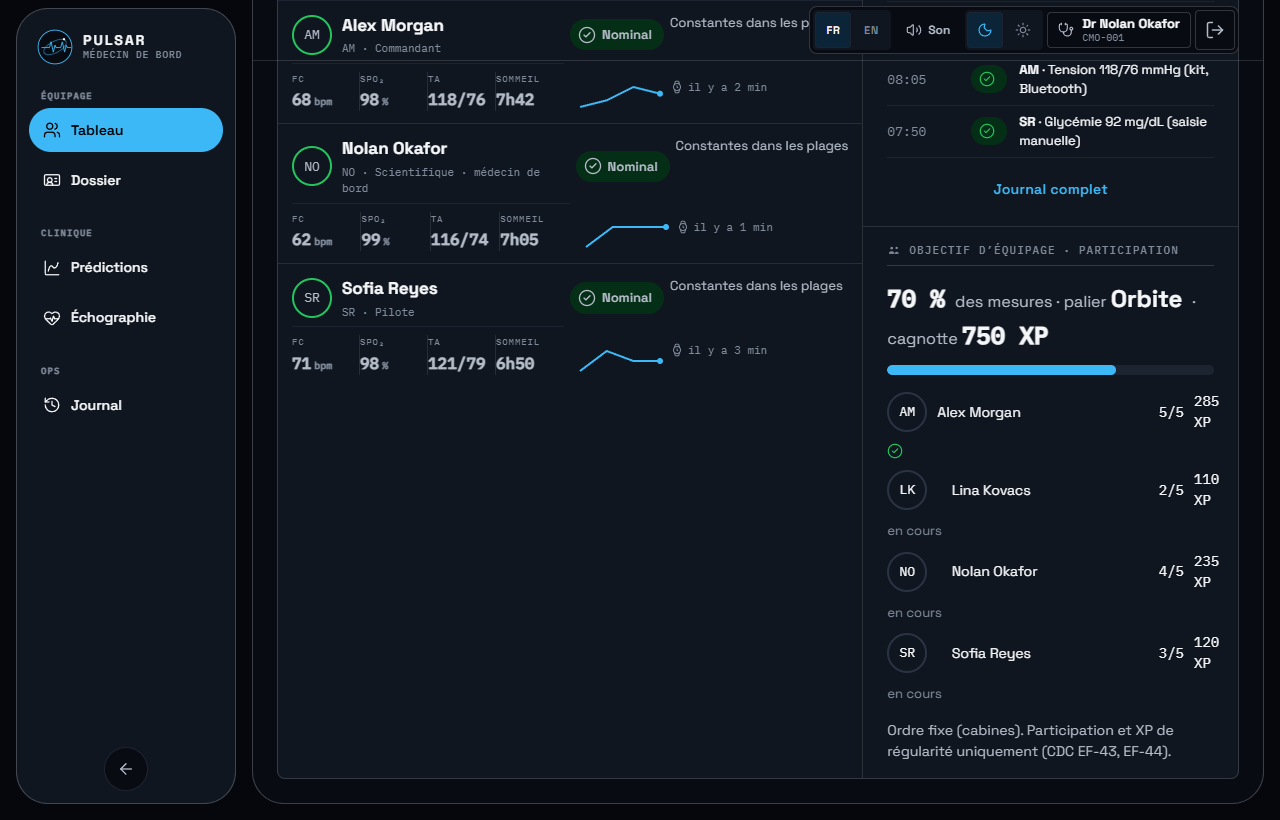 PULSAR
MÉDECIN DE BORD
ÉQUIPAGE
Tableau
Dossier
CLINIQUE
Prédictions
Échographie
OPS
Journal
FR
EN
Son
Dr Nolan Okafor
CMO-001
AM
Alex Morgan
AM · Commandant
Nominal
Constantes dans les p
FC
68 bpm
SPO₂
98 %
TA
118/76
SOMMEIL
7h42
il y a 2 min
NO
Nolan Okafor
NO · Scientifique · médecin de
bord
Nominal
Constantes dans les plages
FC
62 bpm
SPO₂
99 %
TA
116/74
SOMMEIL
7h05
il y a 1 min
SR
Sofia Reyes
SR · Pilote
Nominal
Constantes dans les plages
FC
71 bpm
SPO₂
98 %
TA
121/79
SOMMEIL
6h50
il y a 3 min
08:05
AM · Tension 118/76 mmHg (kit,
Bluetooth)
07:50
SR · Glycémie 92 mg/dL (saisie
manuelle)
Journal complet
OBJECTIF D’ÉQUIPAGE · PARTICIPATION
70 % des mesures · palier Orbite ·
cagnotte 750 XP
AM
Alex Morgan
5/5
285
XP
LK
Lina Kovacs
2/5
110
XP
en cours
NO
Nolan Okafor
4/5
235
XP
en cours
SR
Sofia Reyes
3/5
120
XP
en cours
Ordre fixe (cabines). Participation et XP de
régularité uniquement (CDC EF-43, EF-44).